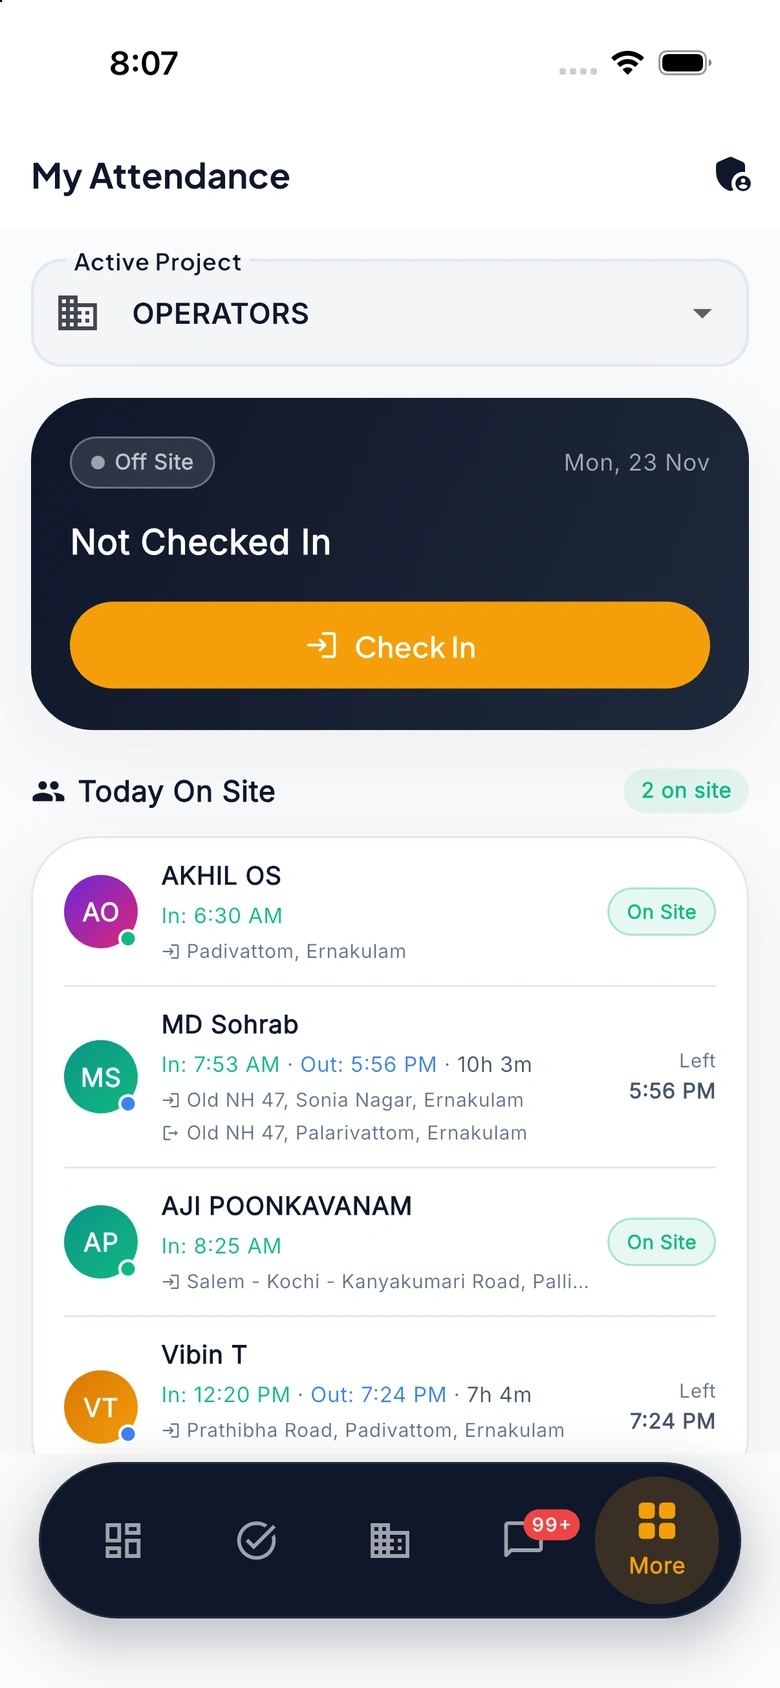 8:07
My Attendance
Active Project
OPERATORS
Off Site
Mon, 23 Nov
Not Checked In
Check In
Today On Site
2 on site
AO
AKHIL OS
In: 6:30 AM
Padivattom, Ernakulam
On Site
MS
MD Sohrab
In: 7:53 AM · Out: 5:56 PM · 10h 3m
Old NH 47, Sonia Nagar, Ernakulam
Old NH 47, Palarivattom, Ernakulam
Left
5:56 PM
AP
AJI POONKAVANAM
In: 8:25 AM
Salem - Kochi - Kanyakumari Road, Palli...
On Site
VT
Vibin T
In: 12:20 PM · Out: 7:24 PM · 7h 4m
Prathibha Road, Padivattom, Ernakulam
Left
7:24 PM
99+
More